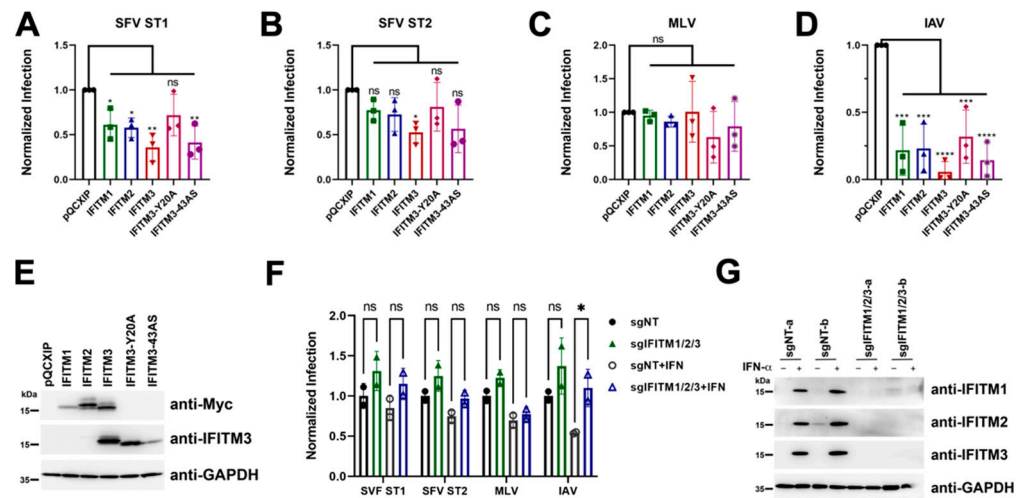 A
SFV ST1
Normalized Infection
1.5
1.0
0.5
0.0
* * ** ns **
pQCXIP
IFITM1
IFITM2
IFITM3
IFITM3-Y20A
IFITM3-43AS
B
SFV ST2
Normalized Infection
1.5
1.0
0.5
0.0
ns ns * ns ns
pQCXIP
IFITM1
IFITM2
IFITM3
IFITM3-Y20A
IFITM3-43AS
C
MLV
Normalized Infection
2.0
1.5
1.0
0.5
0.0
ns
pQCXIP
IFITM1
IFITM2
IFITM3
IFITM3-Y20A
IFITM3-43AS
D
IAV
Normalized Infection
1.00
0.75
0.50
0.25
0.00
*** *** **** *** ****
pQCXIP
IFITM1
IFITM2
IFITM3
IFITM3-Y20A
IFITM3-43AS
E
pQCXIP
IFITM1
IFITM2
IFITM3
IFITM3-Y20A
IFITM3-43AS
kDa
15
anti-Myc
15
anti-IFITM3
35
anti-GAPDH
F
Normalized Infection
2.0
1.5
1.0
0.5
0.0
ns ns ns ns ns ns ns *
SVF ST1
SFV ST2
MLV
IAV
sgNT
sgIFITM1/2/3
sgNT+IFN
sgIFITM1/2/3+IFN
G
sgNT-a
sgNT-b
sgIFITM1/2/3-a
sgIFITM1/2/3-b
IFN-α − + − + − + − +
kDa
15
anti-IFITM1
15
anti-IFITM2
15
anti-IFITM3
35
anti-GAPDH